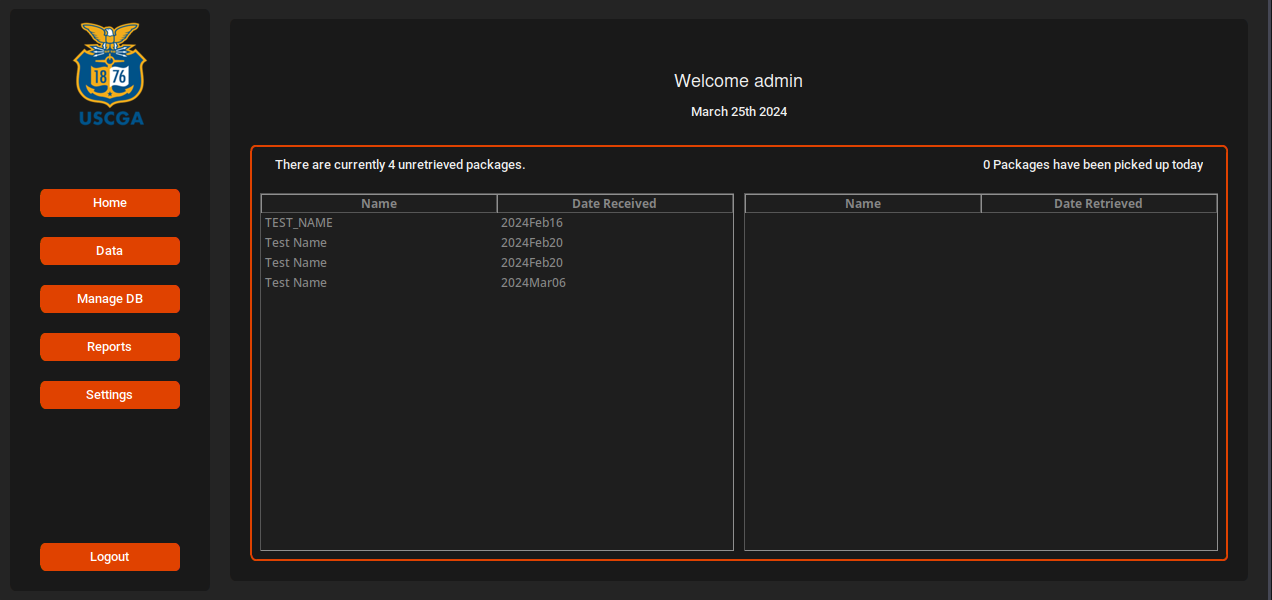 18 76
USCGA
Home
Data
Manage DB
Reports
Settings
Logout
Welcome admin
March 25th 2024
There are currently 4 unretrieved packages.
0 Packages have been picked up today
Name Date Received
TEST_NAME 2024Feb16
Test Name 2024Feb20
Test Name 2024Feb20
Test Name 2024Mar06
Name Date Retrieved